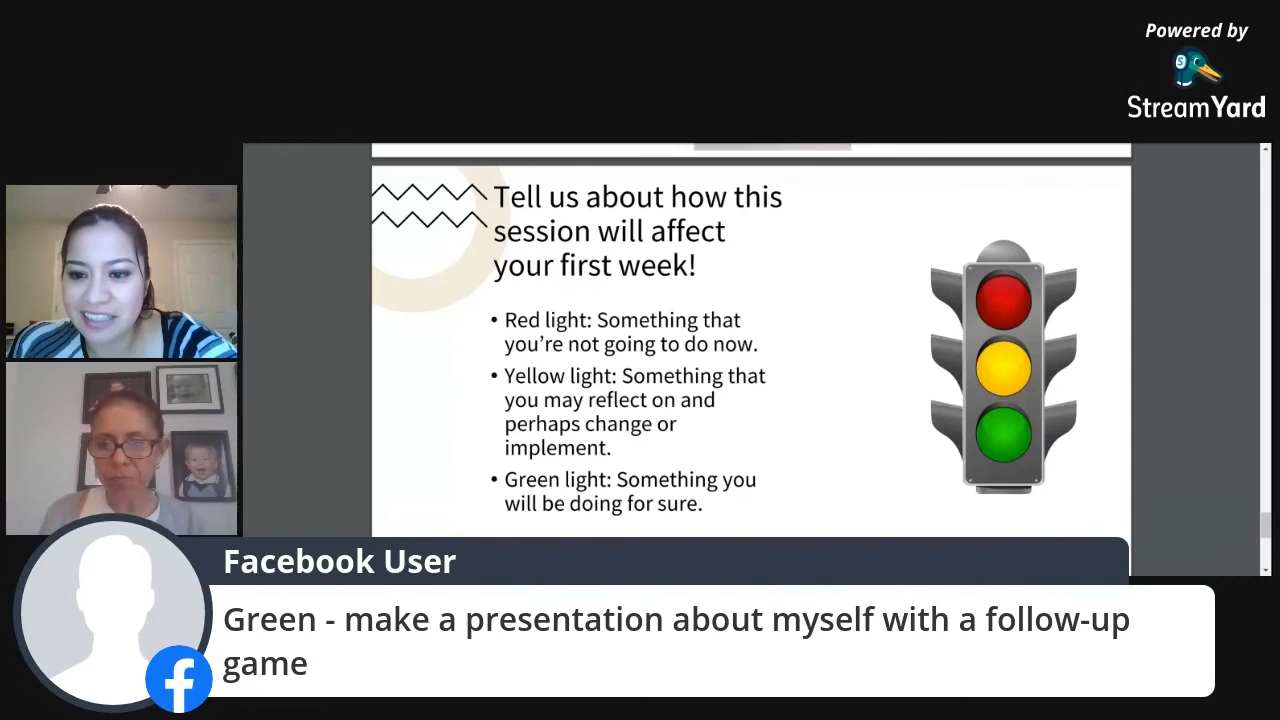 Powered by
StreamYard
Tell us about how this
session will affect
your first week!
• Red light: Something that
you’re not going to do now.
• Yellow light: Something that
you may reflect on and
perhaps change or
implement.
• Green light: Something you
will be doing for sure.
Facebook User
Green - make a presentation about myself with a follow-up
game